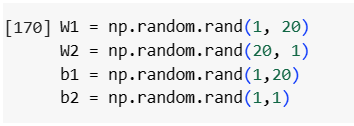 [170] W1 = np.random.rand(1, 20)
W2 = np.random.rand(20, 1)
b1 = np.random.rand(1,20)
b2 = np.random.rand(1,1)